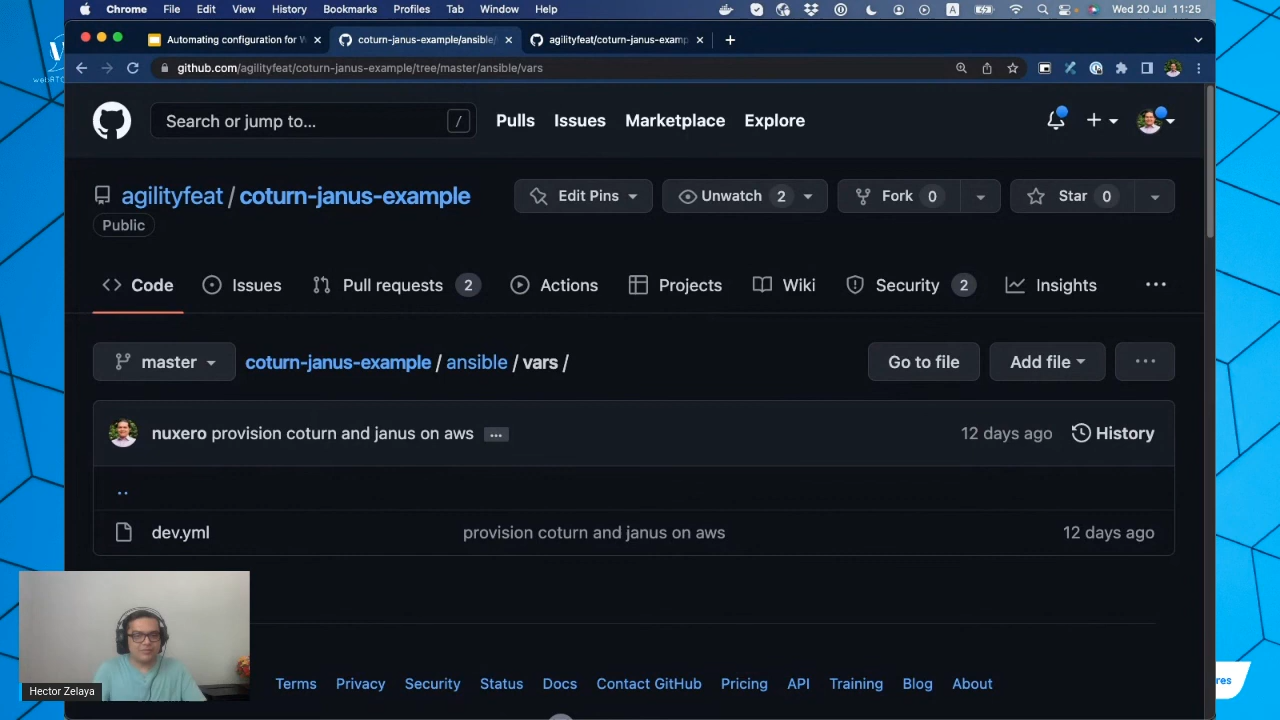 Chrome File Edit View History Bookmarks Profiles Tab Window Help A Wed 20 Jul 11:25
Automating configuration for W coturn-janus-example/ansible/ agilityfeat/coturn-janus-examp
github.com/agilityfeat/coturn-janus-example/tree/master/ansible/vars
Search or jump to... / Pulls Issues Marketplace Explore
agilityfeat / coturn-janus-example Edit Pins Unwatch 2 Fork 0 Star 0
Public
Code Issues Pull requests 2 Actions Projects Wiki Security 2 Insights
master coturn-janus-example / ansible / vars / Go to file Add file
nuxero provision coturn and janus on aws 12 days ago History
..
dev.yml provision coturn and janus on aws 12 days ago
Terms Privacy Security Status Docs Contact GitHub Pricing API Training Blog About
Hector Zelaya
res